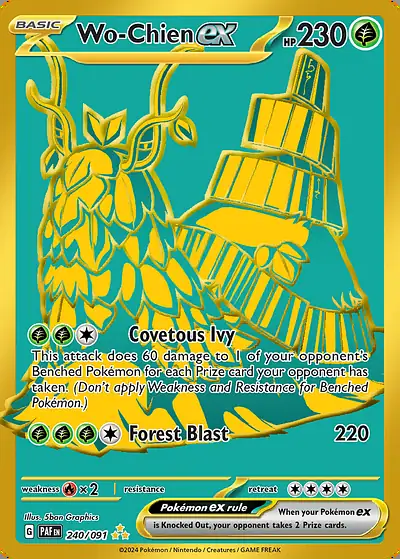 BASIC Wo-Chien ex HP 230
Covetous Ivy
This attack does 60 damage to 1 of your opponent's
Benched Pokémon for each Prize card your opponent has
taken. (Don't apply Weakness and Resistance for Benched
Pokémon.)
Forest Blast 220
weakness ×2 resistance retreat
Illus. 5ban Graphics
Pokémon ex rule
When your Pokémon ex
is Knocked Out, your opponent takes 2 Prize cards.
G PAF EN 240/091
©2024 Pokémon / Nintendo / Creatures / GAME FREAK